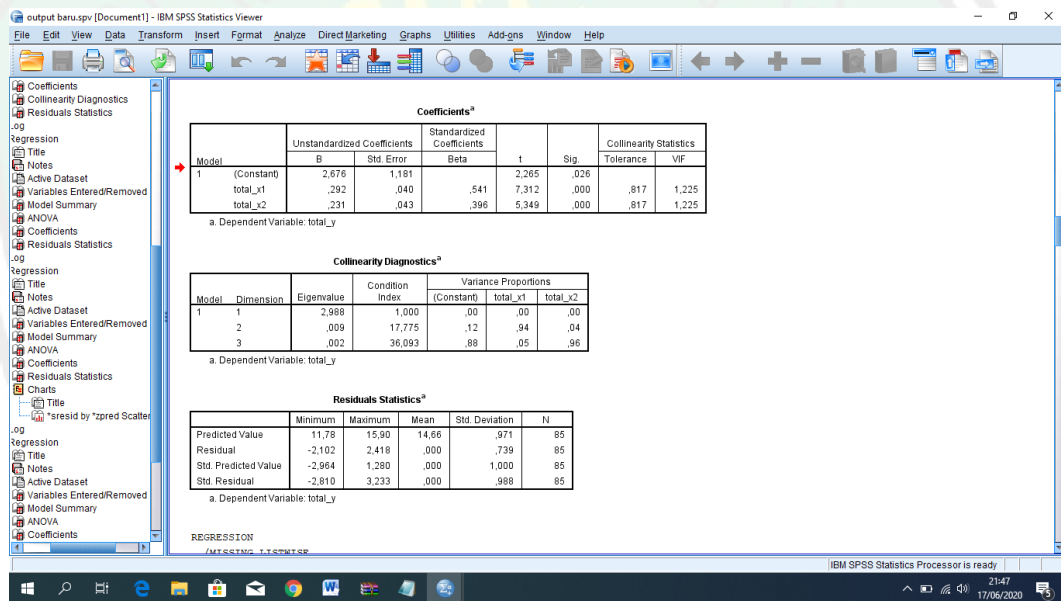 output baru.spv [Document1] - IBM SPSS Statistics Viewer
File Edit View Data Transform Insert Format Analyze Direct Marketing Graphs Utilities Add-ons Window Help
Coefficients
Collinearity Diagnostics
Residuals Statistics
Log
Regression
Title
Notes
Active Dataset
Variables Entered/Removed
Model Summary
ANOVA
Coefficients
Residuals Statistics
Log
Regression
Title
Notes
Active Dataset
Variables Entered/Removed
Model Summary
ANOVA
Coefficients
Residuals Statistics
Charts
Title
*sresid by *zpred Scatter
Log
Regression
Title
Notes
Active Dataset
Variables Entered/Removed
Model Summary
ANOVA
Coefficients
Coefficientsa
Unstandardized Coefficients Standardized Coefficients Collinearity Statistics
Model B Std. Error Beta t Sig. Tolerance VIF
1 (Constant) 2,676 1,181 2,265 ,026
total_x1 ,292 ,040 ,541 7,312 ,000 ,817 1,225
total_x2 ,231 ,043 ,396 5,349 ,000 ,817 1,225
a. Dependent Variable: total_y
Collinearity Diagnosticsa
Condition Index Variance Proportions
Model Dimension Eigenvalue (Constant) total_x1 total_x2
1 1 2,988 1,000 ,00 ,00 ,00
2 ,009 17,775 ,12 ,94 ,04
3 ,002 36,093 ,88 ,05 ,96
a. Dependent Variable: total_y
Residuals Statisticsa
Minimum Maximum Mean Std. Deviation N
Predicted Value 11,78 15,90 14,66 ,971 85
Residual -2,102 2,418 ,000 ,739 85
Std. Predicted Value -2,964 1,280 ,000 1,000 85
Std. Residual -2,810 3,233 ,000 ,988 85
a. Dependent Variable: total_y
REGRESSION
/MISSING LISTWISE
IBM SPSS Statistics Processor is ready
21:47
17/06/2020
5